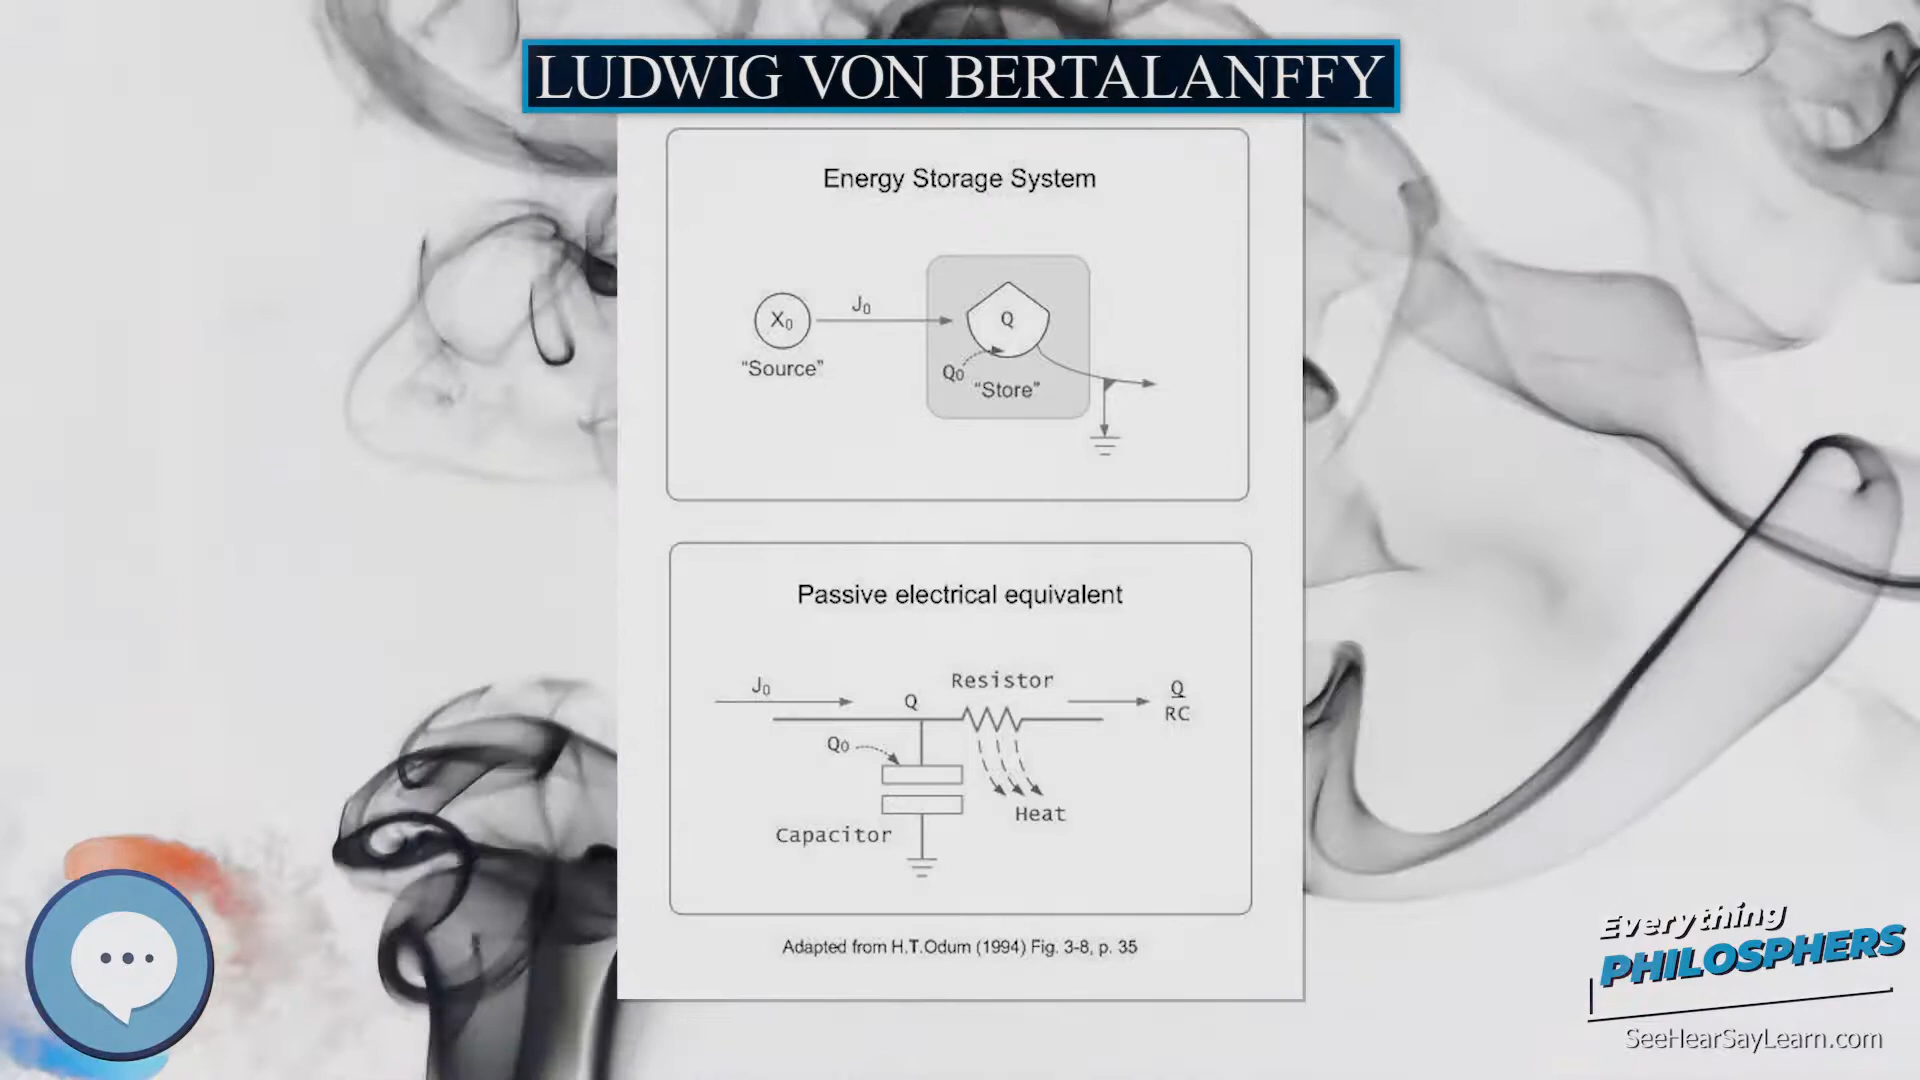 LUDWIG VON BERTALANFFY
Energy Storage System
J₀
X₀
Q
"Source"
Q₀
"Store"
Passive electrical equivalent
J₀
Resistor
Q
Q
RC
Q₀
Heat
Capacitor
Adapted from H.T.Odum (1994) Fig. 3-8, p. 35
Everything
PHILOSPHERS
SeeHearSayLearn.com